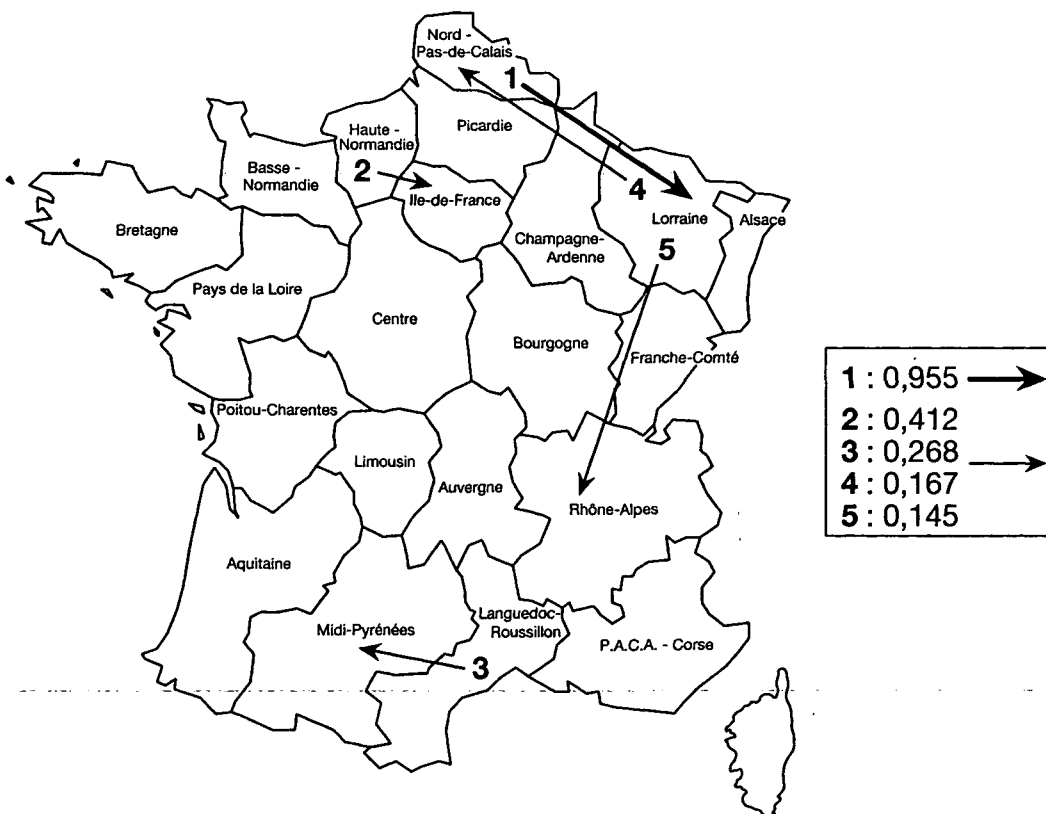 Nord -
Pas-de-Calais
1
Haute -
Normandie
Picardie
2
Basse -
Normandie
Ile-de-France
4
Lorraine
Alsace
Bretagne
Champagne-
Ardenne
5
Pays de la Loire
Centre
Bourgogne
Franche-Comté
Poitou-Charentes
Limousin
Auvergne
Rhône-Alpes
Aquitaine
Midi-Pyrénées
Languedoc-
Roussillon
P.A.C.A. - Corse
3
1 : 0,955
2 : 0,412
3 : 0,268
4 : 0,167
5 : 0,145